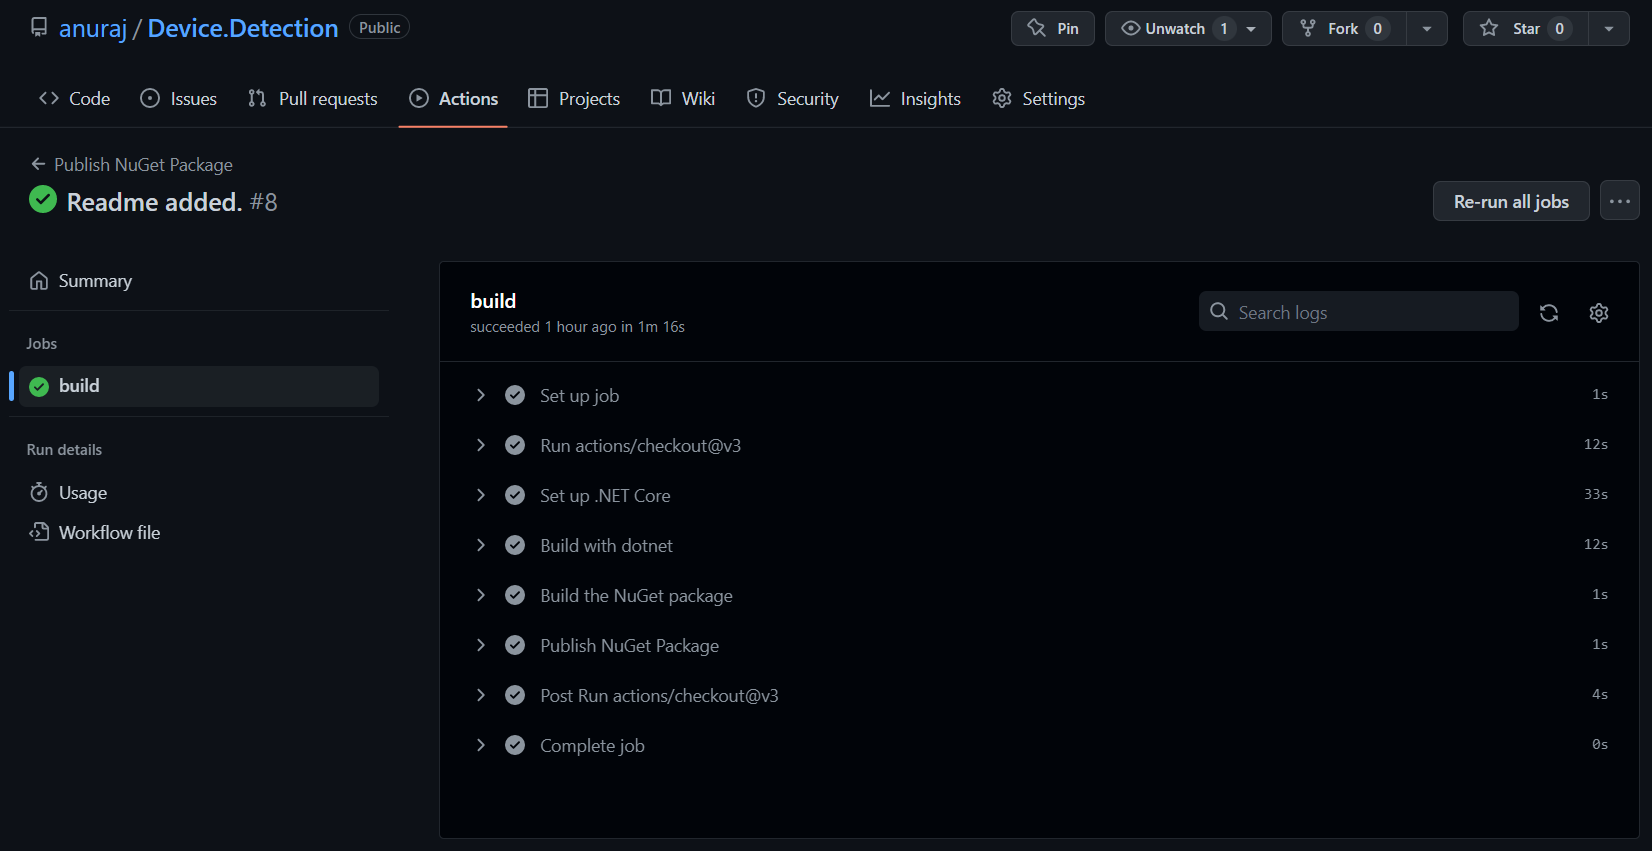 anuraj / Device.Detection Public Pin Unwatch 1 Fork 0 Star 0
Code Issues Pull requests Actions Projects Wiki Security Insights Settings
Publish NuGet Package
Readme added. #8
Re-run all jobs
Summary
Jobs
build
Run details
Usage
Workflow file
build
succeeded 1 hour ago in 1m 16s
Search logs
Set up job 1s
Run actions/checkout@v3 12s
Set up .NET Core 33s
Build with dotnet 12s
Build the NuGet package 1s
Publish NuGet Package 1s
Post Run actions/checkout@v3 4s
Complete job 0s